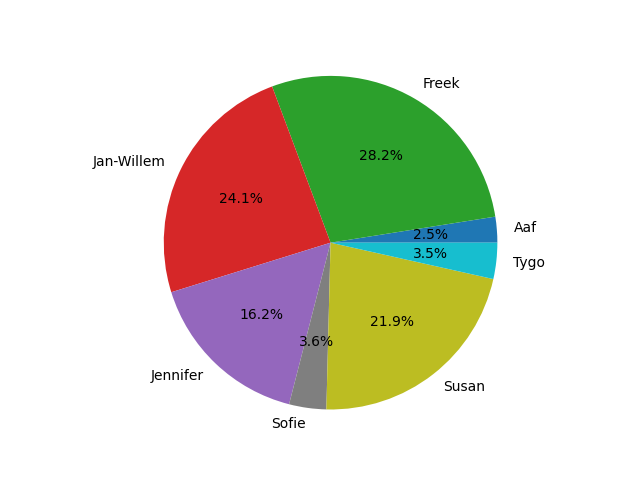 Freek
28.2%
Jan-Willem
24.1%
Aaf
2.5%
3.5%
Tygo
16.2%
21.9%
3.6%
Jennifer
Susan
Sofie